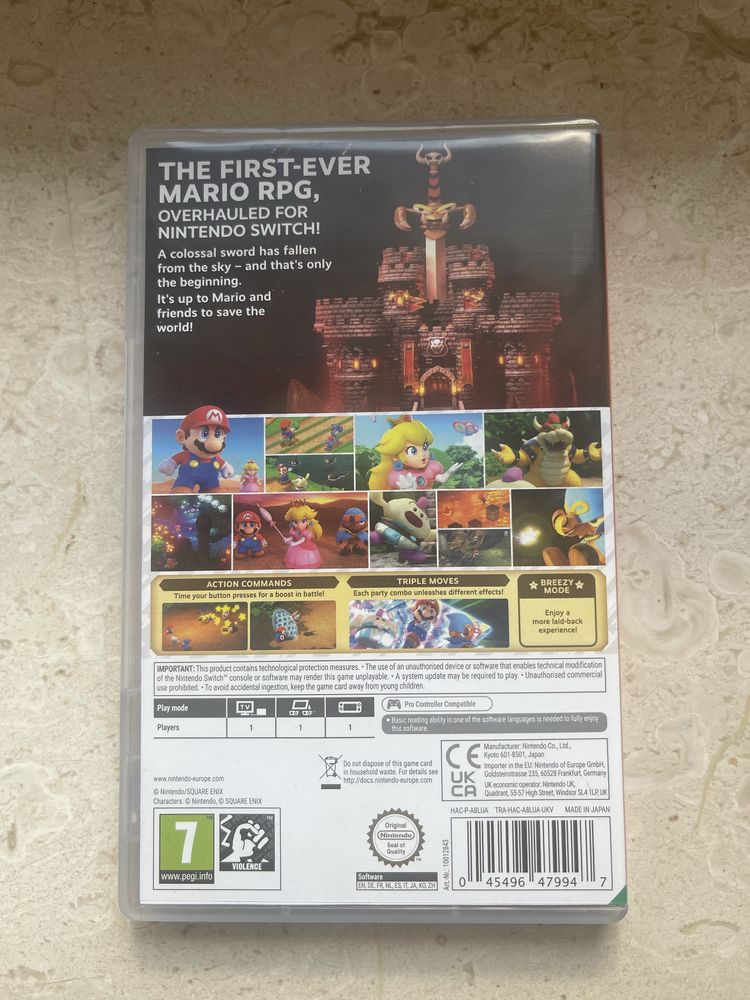 THE FIRST-EVER
MARIO RPG,
OVERHAULED FOR
NINTENDO SWITCH!
A colossal sword has fallen
from the sky – and that's only
the beginning.
It's up to Mario and
friends to save the
world!
ACTION COMMANDS
Time your button presses for a boost in battle!
TRIPLE MOVES
Each party combo unleashes different effects!
BREEZY
MODE
Enjoy a
more laid-back
experience!
IMPORTANT: This product contains technological protection measures. • The use of an unauthorised device or software that enables technical modification
of the Nintendo Switch™ console or software may render this game unplayable. • A system update may be required to play. • Unauthorised commercial
use prohibited. • To avoid accidental ingestion, keep the game card away from young children.
Play mode
TV
Players
1
1
1
Pro Controller Compatible
• Basic reading ability in one of the software languages is needed to fully enjoy
this software.
www.nintendo-europe.com
© Nintendo/SQUARE ENIX
Characters: © Nintendo, © SQUARE ENIX
Do not dispose of this game card
in household waste. For details see
http://docs.nintendo-europe.com
CE
UK
CA
Manufacturer: Nintendo Co., Ltd.,
Kyoto 601-8501, Japan
Importer in the EU: Nintendo of Europe GmbH,
Goldsteinstrasse 235, 60528 Frankfurt, Germany
UK economic operator: Nintendo UK,
Quadrant, 55-57 High Street, Windsor SL4 1LP, UK
HAC-P-A8LUA TRA-HAC-A8LUA-UKV MADE IN JAPAN
7
www.pegi.info
VIOLENCE
Original
Nintendo
Seal of
Quality
Software
EN, DE, FR, NL, ES, IT, JA, KO, ZH
Art.-Nr.: 10012843
0 45496 47994 7